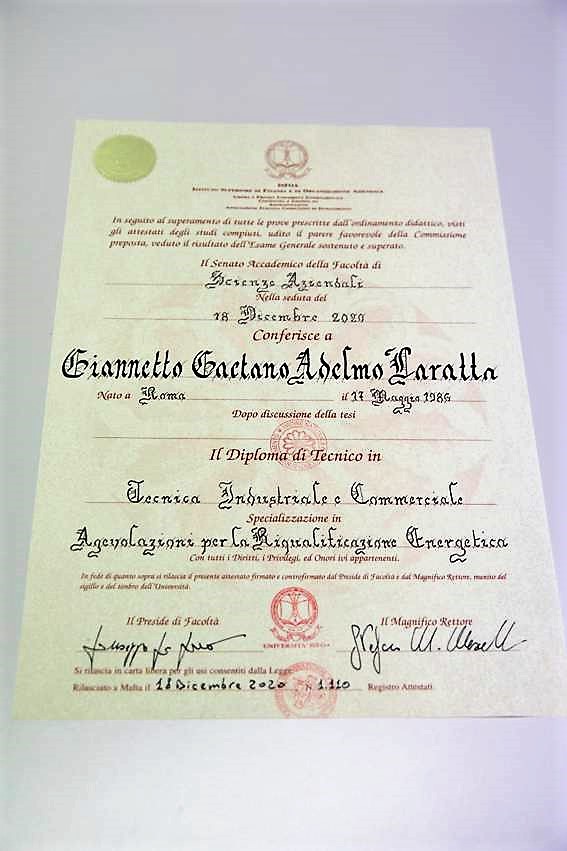 ISFOA
Istituto Superiore di Finanza e di Organizzazione Aziendale
In seguito al superamento di tutte le prove prescritte dall'ordinamento didattico, visti
gli attestati degli studi compiuti, udito il parere favorevole della Commissione
preposta, veduto il risultato dell'Esame Generale sostenuto e superato.
Il Senato Accademico della Facoltà di
Scienze Aziendali
Nella seduta del
18 Dicembre 2020
Conferisce a
Giannetto Gaetano Adelmo Laratta
Nato a Roma il 17 Maggio
Dopo discussione della tesi
Il Diploma di Tecnico in
Tecnica Industriale e Commerciale
Specializzazione in
Agevolazioni per la Riqualificazione Energetica
Con tutti i Diritti, i Privilegi, ed Onori ivi appartenenti.
In fede di quanto sopra si rilascia il presente attestato firmato e controfirmato dal Preside di Facoltà e dal Magnifico Rettore, munito del
sigillo e del timbro dell'Università.
Il Preside di Facoltà Il Magnifico Rettore
UNIVERSITA' ISFOA
Si rilascia in carta libera per gli usi consentiti dalla Legge.
Rilasciato a Malta il 18 Dicembre 2020 N 1.110 Registro Attestati.